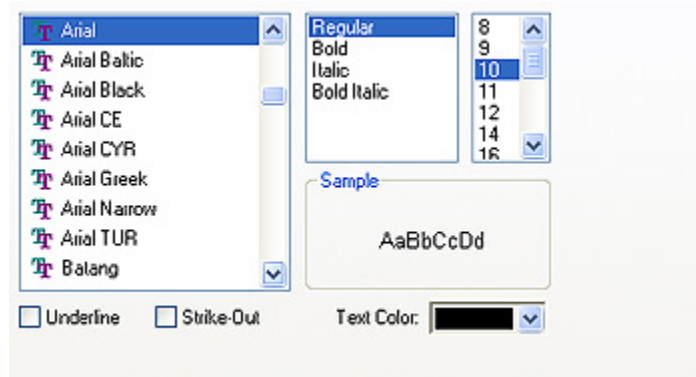 Arial
Arial Baltic
Arial Black
Arial CE
Arial CYR
Arial Greek
Arial Narrow
Arial TUR
Batang
Regular
Bold
Italic
Bold Italic
8
9
10
11
12
14
16
Sample
AaBbCcDd
Underline
Strike-Out
Text Color: